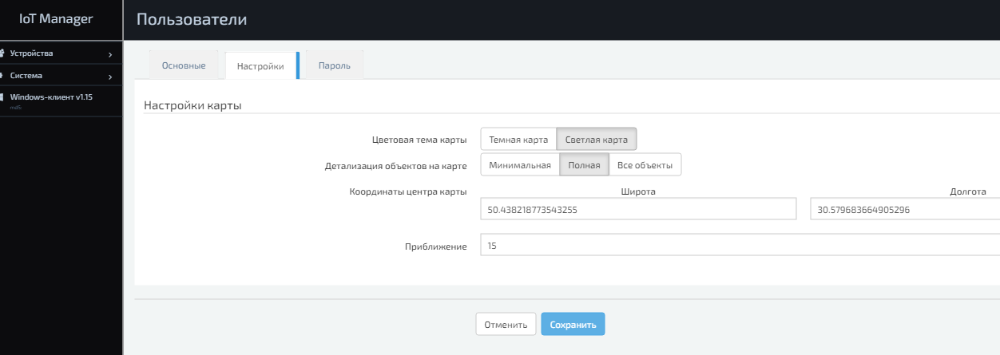 IoT Manager
Пользователи
Устройства
Система
Windows-клиент v1.15
md5
Основные
Настройки
Пароль
Настройки карты
Цветовая тема карты
Темная карта
Светлая карта
Детализация объектов на карте
Минимальная
Полная
Все объекты
Координаты центра карты
Широта
Долгота
50.438218773543255
30.579683664905296
Приближение
15
Отменить
Сохранить